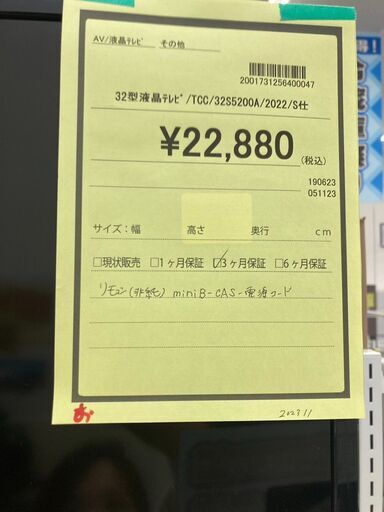 AV/液晶ﾃﾚﾋﾞ その他
2001731256400047
32型液晶ﾃﾚﾋﾞ/TCC/32S5200A/2022/S仕
¥22,880(税込)
190623
051123
サイズ:幅 高さ 奥行 cm
□現状販売 □1ヶ月保証 ☑3ヶ月保証 □6ヶ月保証
リモコン(非純) miniB-CAS-電源コード
2023 11